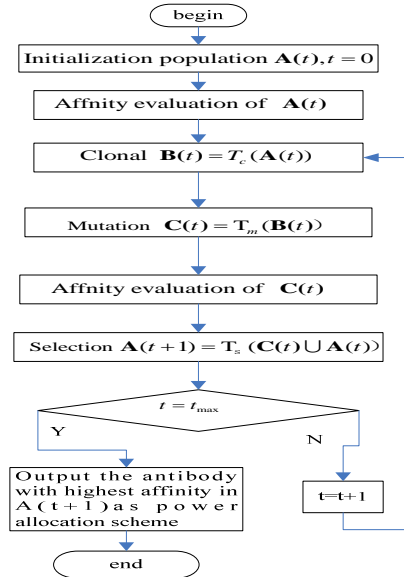 begin
Initialization population A(t), t = 0
Affnity evaluation of A(t)
Clonal B(t) = T_c(A(t))
Mutation C(t) = T_m(B(t))
Affnity evaluation of C(t)
Selection A(t+1) = T_s (C(t)∪A(t))
t = t_max
Y
N
Output the antibody
with highest affinity in
A(t+1) as power
allocation scheme
t=t+1
end